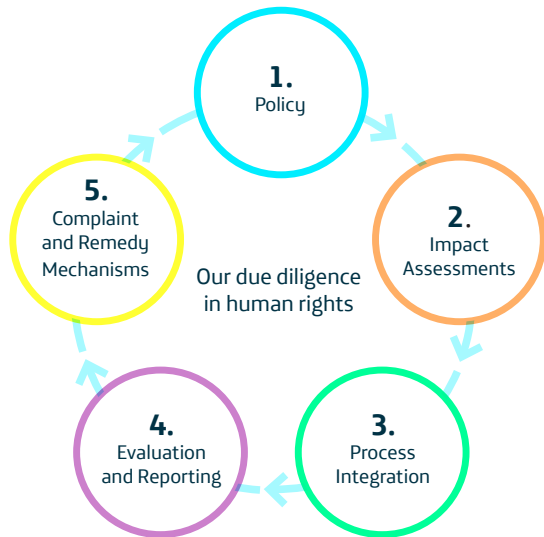 1.
Policy
2.
Impact
Assessments
3.
Process
Integration
4.
Evaluation
and Reporting
5.
Complaint
and Remedy
Mechanisms
Our due diligence
in human rights